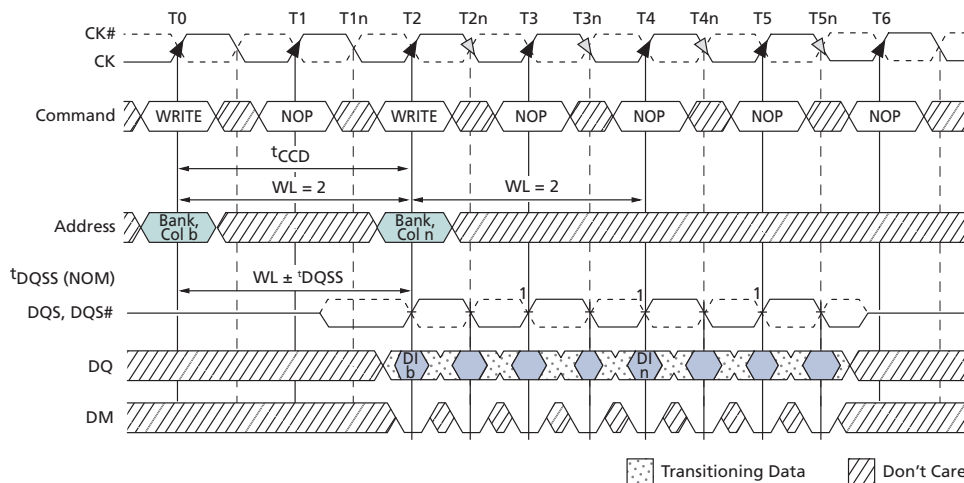 T0 T1 T1n T2 T2n T3 T3n T4 T4n T5 T5n T6
CK#
CK
Command WRITE NOP WRITE NOP NOP NOP NOP
tCCD
WL = 2 WL = 2
Address Bank, Col b Bank, Col n
tDQSS (NOM)
WL ± tDQSS
DQS, DQS# 1 1 1
DQ DI b DI n
DM
Transitioning Data Don't Care